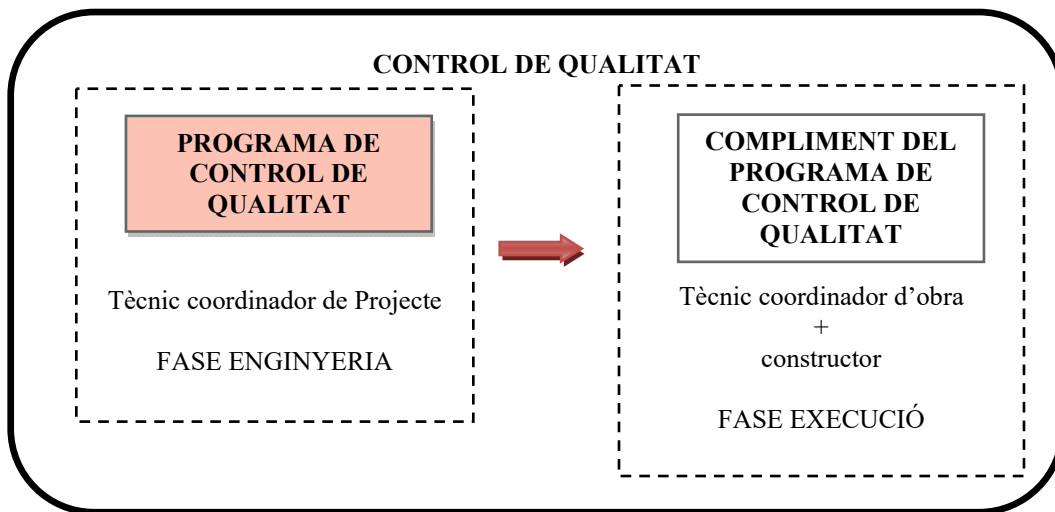 CONTROL DE QUALITAT
PROGRAMA DE
CONTROL DE
QUALITAT
Tècnic coordinador de Projecte
FASE ENGINYERIA
COMPLIMENT DEL
PROGRAMA DE
CONTROL DE
QUALITAT
Tècnic coordinador d’obra
+
constructor
FASE EXECUCIÓ